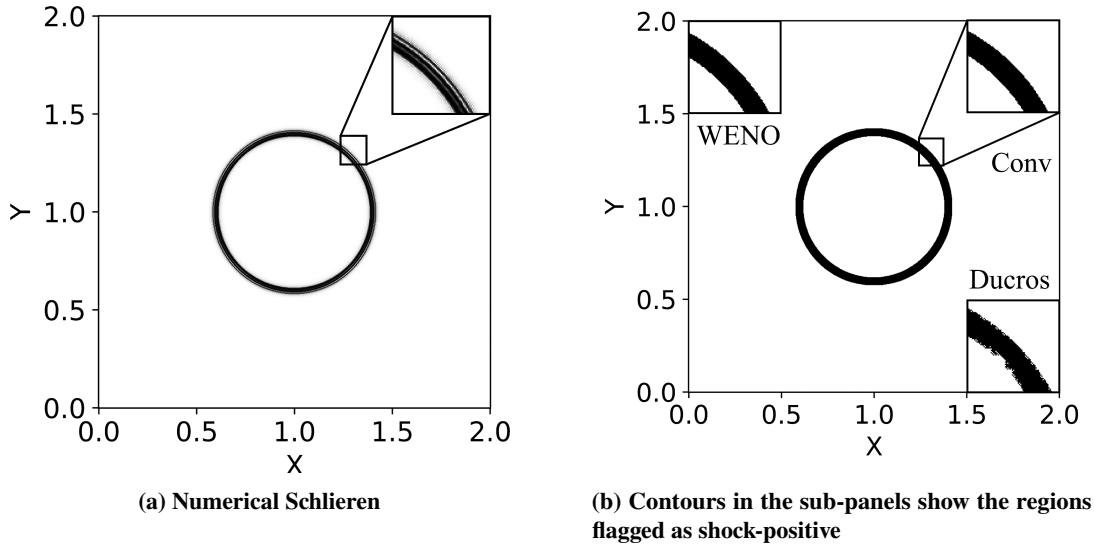 2.0
1.5
1.0
0.5
0.0
Y
0.0 0.5 1.0 1.5 2.0
X
(a) Numerical Schlieren
2.0
1.5
1.0
0.5
0.0
Y
WENO
Conv
Ducros
0.0 0.5 1.0 1.5 2.0
X
(b) Contours in the sub-panels show the regions
flagged as shock-positive